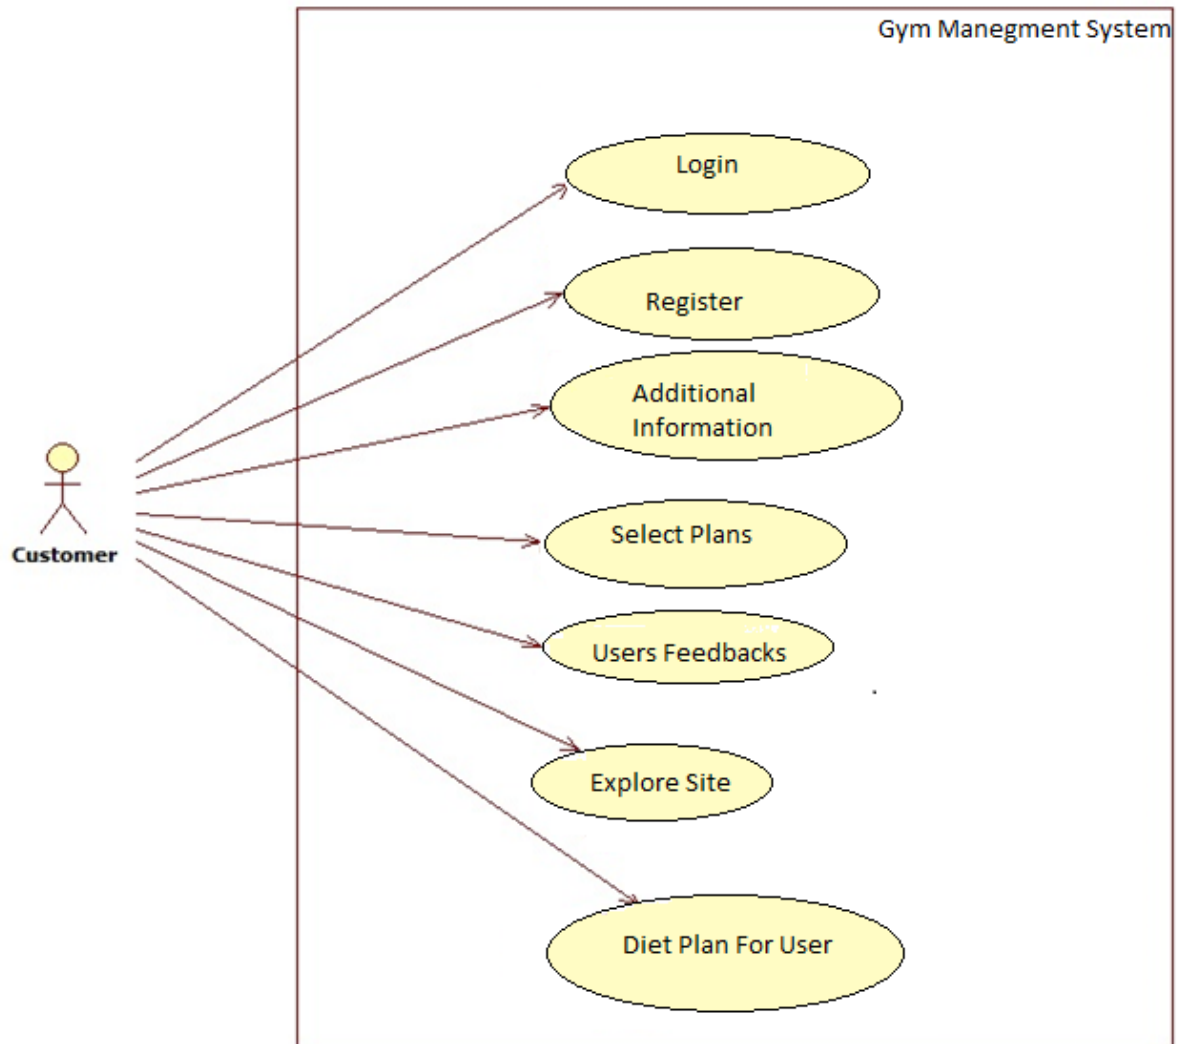 Gym Manegment System
Login
Register
Additional
Information
Select Plans
Users Feedbacks
Explore Site
Diet Plan For User
Customer